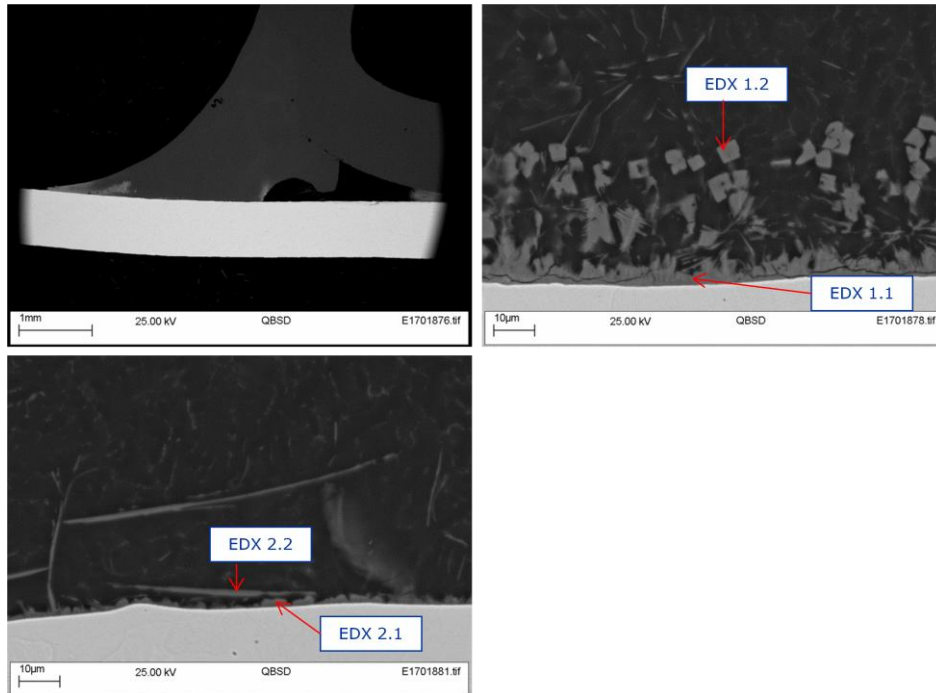 1mm
25.00 kV
QBSD
E1701876.tif
EDX 1.2
EDX 1.1
10µm
25.00 kV
QBSD
E1701878.tif
EDX 2.2
EDX 2.1
10µm
25.00 kV
QBSD
E1701881.tif